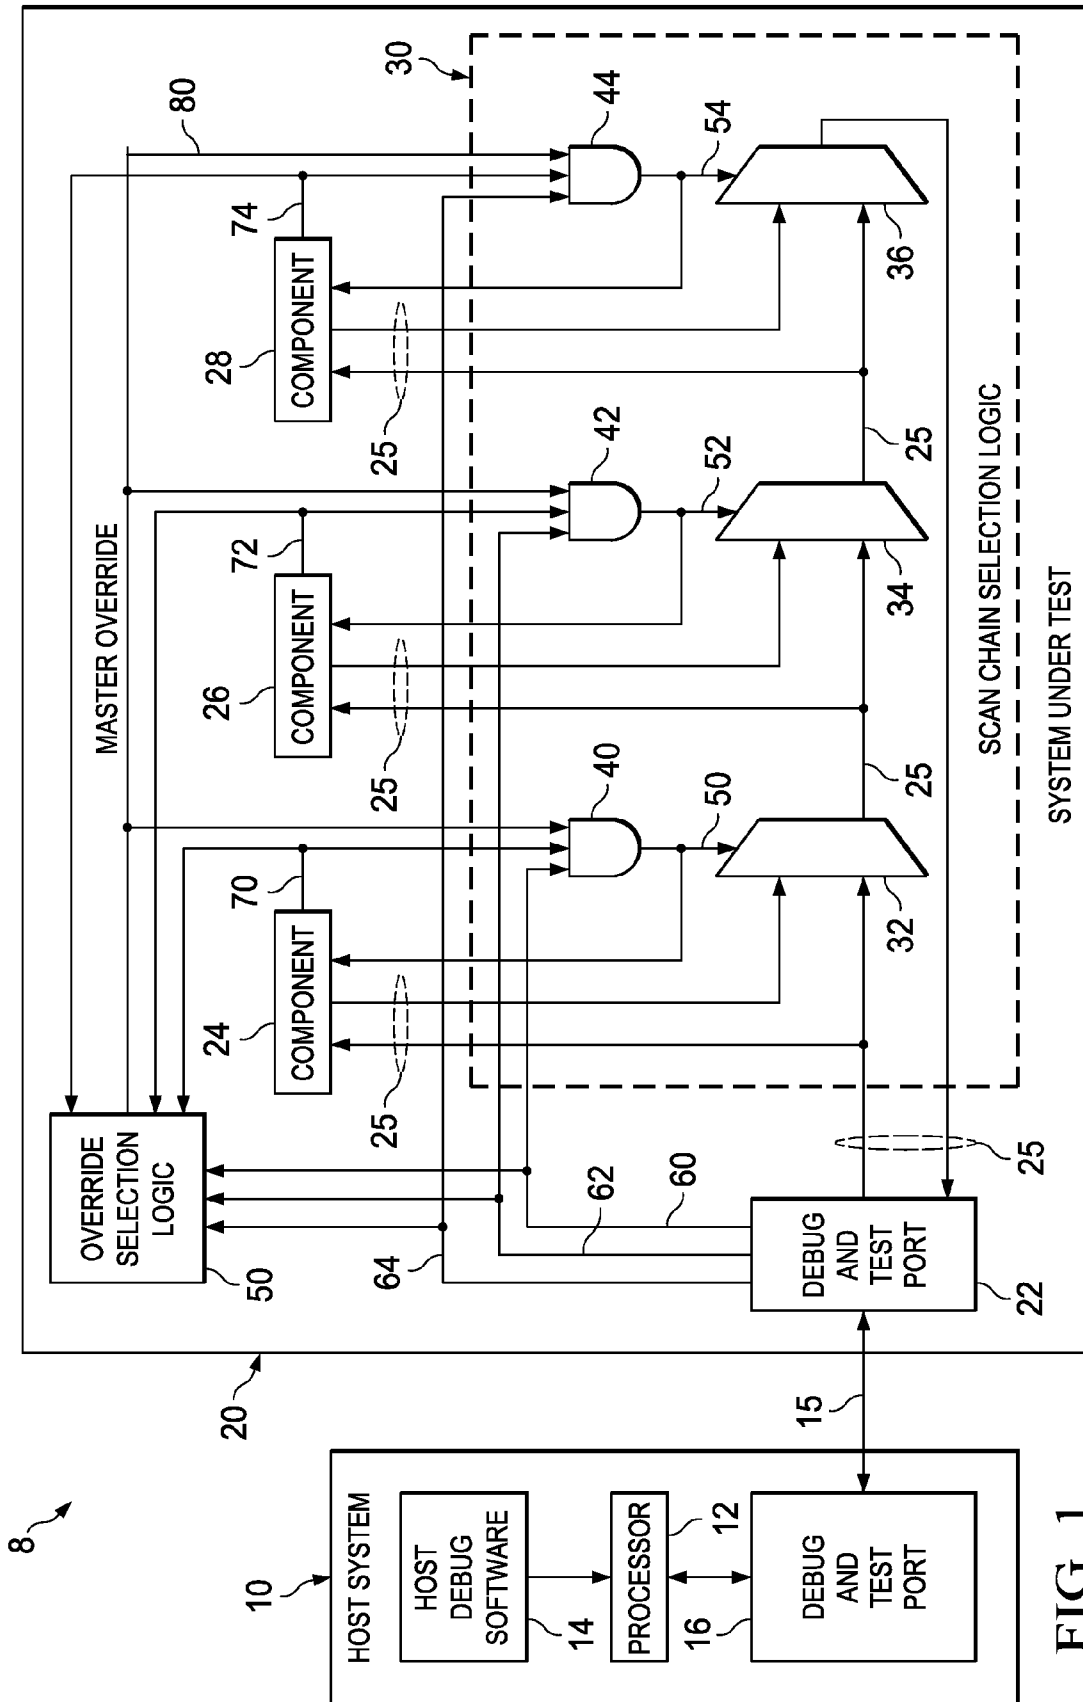 8
10
HOST SYSTEM
HOST
DEBUG
SOFTWARE
14
PROCESSOR
12
16
DEBUG
AND
TEST
PORT
15
20
OVERRIDE
SELECTION
LOGIC
50
64
62
60
DEBUG
AND
TEST
PORT
22
25
MASTER OVERRIDE
80
24
COMPONENT
70
25
26
COMPONENT
72
25
28
COMPONENT
74
25
30
40
42
44
50
52
54
32
25
34
25
36
SCAN CHAIN SELECTION LOGIC
SYSTEM UNDER TEST
FIG. 1